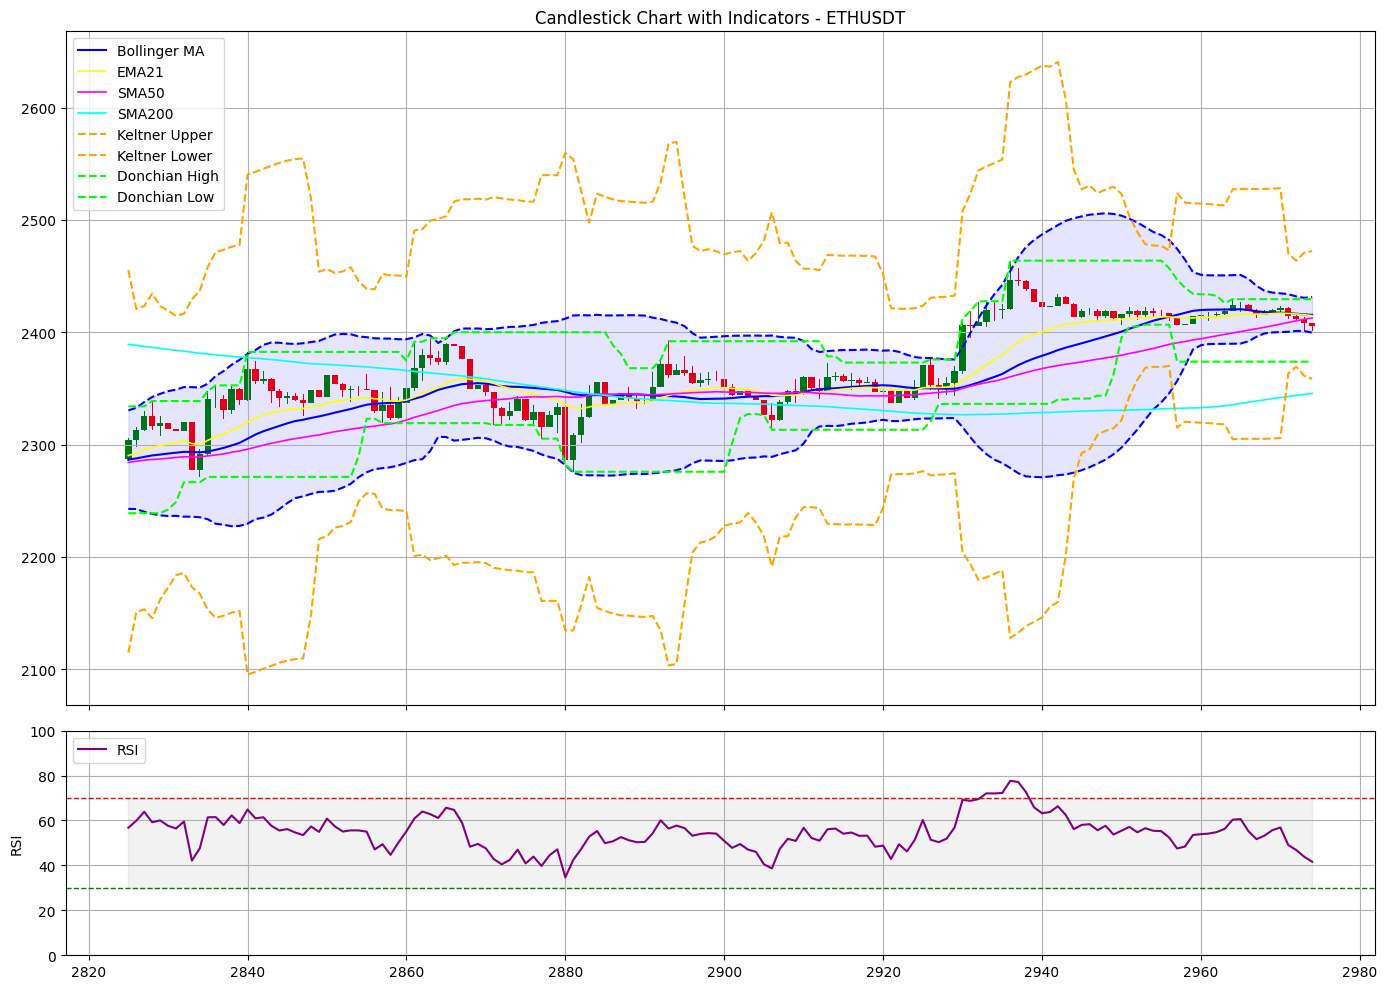 Candlestick Chart with Indicators - ETHUSDT
Bollinger MA
EMA21
SMA50
SMA200
Keltner Upper
Keltner Lower
Donchian High
Donchian Low
2600
2500
2400
2300
2200
2100
RSI
100
80
60
40
20
0
RSI
2820
2840
2860
2880
2900
2920
2940
2960
2980